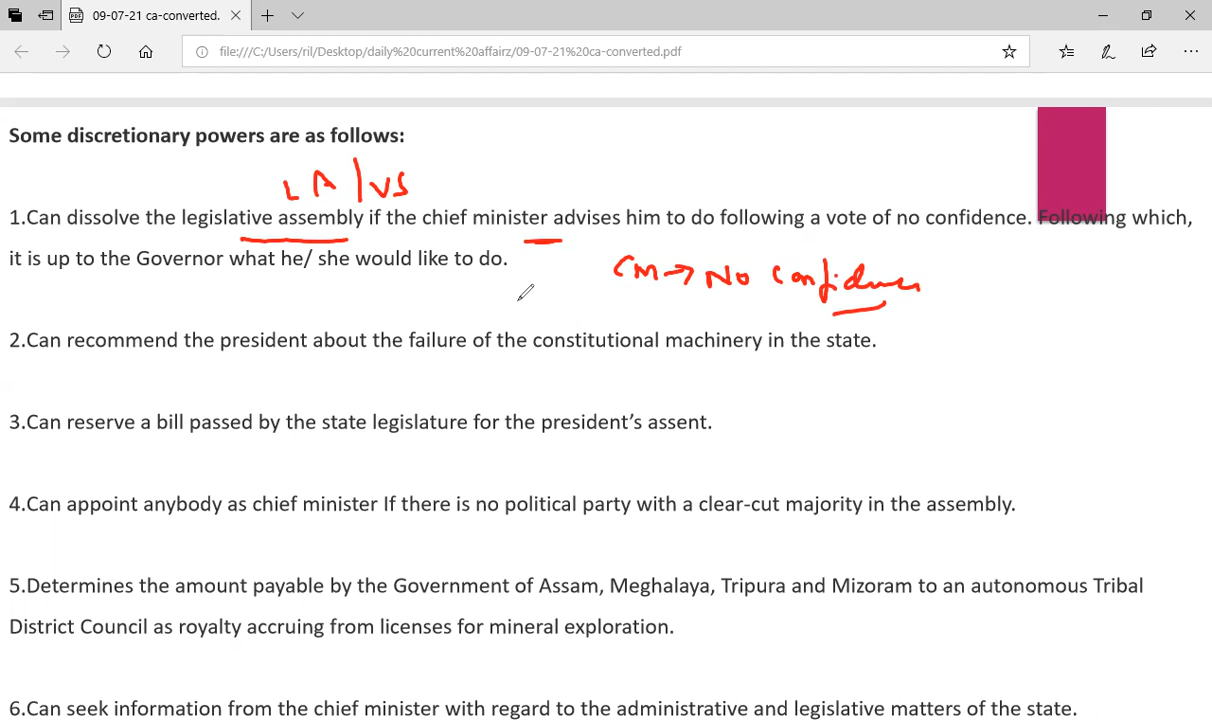 09-07-21 ca-converted.
file:///C:/Users/ril/Desktop/daily%20current%20affairz/09-07-21%20ca-converted.pdf
Some discretionary powers are as follows:
LA/VS
1.Can dissolve the legislative assembly if the chief minister advises him to do following a vote of no confidence. Following which,
it is up to the Governor what he/ she would like to do.
CM→No Confidence
2.Can recommend the president about the failure of the constitutional machinery in the state.
3.Can reserve a bill passed by the state legislature for the president’s assent.
4.Can appoint anybody as chief minister If there is no political party with a clear-cut majority in the assembly.
5.Determines the amount payable by the Government of Assam, Meghalaya, Tripura and Mizoram to an autonomous Tribal
District Council as royalty accruing from licenses for mineral exploration.
6.Can seek information from the chief minister with regard to the administrative and legislative matters of the state.